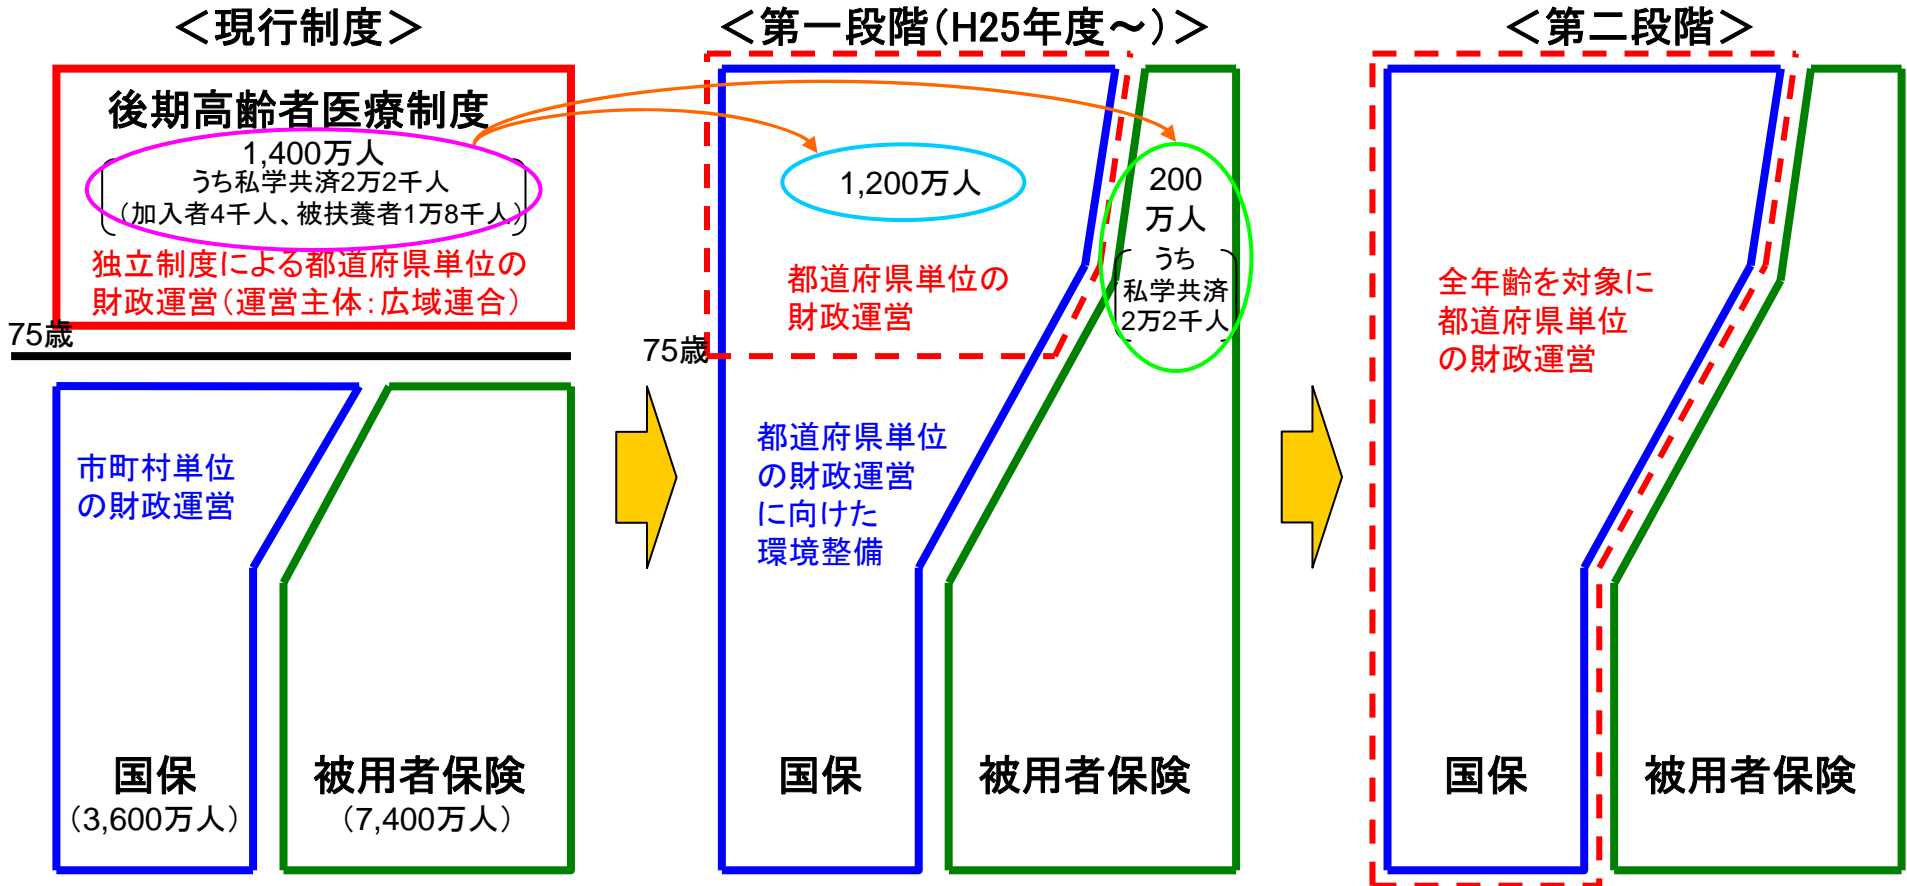 ＜現行制度＞
後期高齢者医療制度
1,400万人
うち私学共済2万2千人
（加入者4千人、被扶養者1万8千人）
独立制度による都道府県単位の
財政運営（運営主体：広域連合）
75歳
市町村単位
の財政運営
国保
（3,600万人）
被用者保険
（7,400万人）
＜第一段階（H25年度～）＞
1,200万人
200
万人
うち
私学共済
2万2千人
都道府県単位の
財政運営
75歳
都道府県単位
の財政運営
に向けた
環境整備
国保
被用者保険
＜第二段階＞
全年齢を対象に
都道府県単位
の財政運営
国保
被用者保険